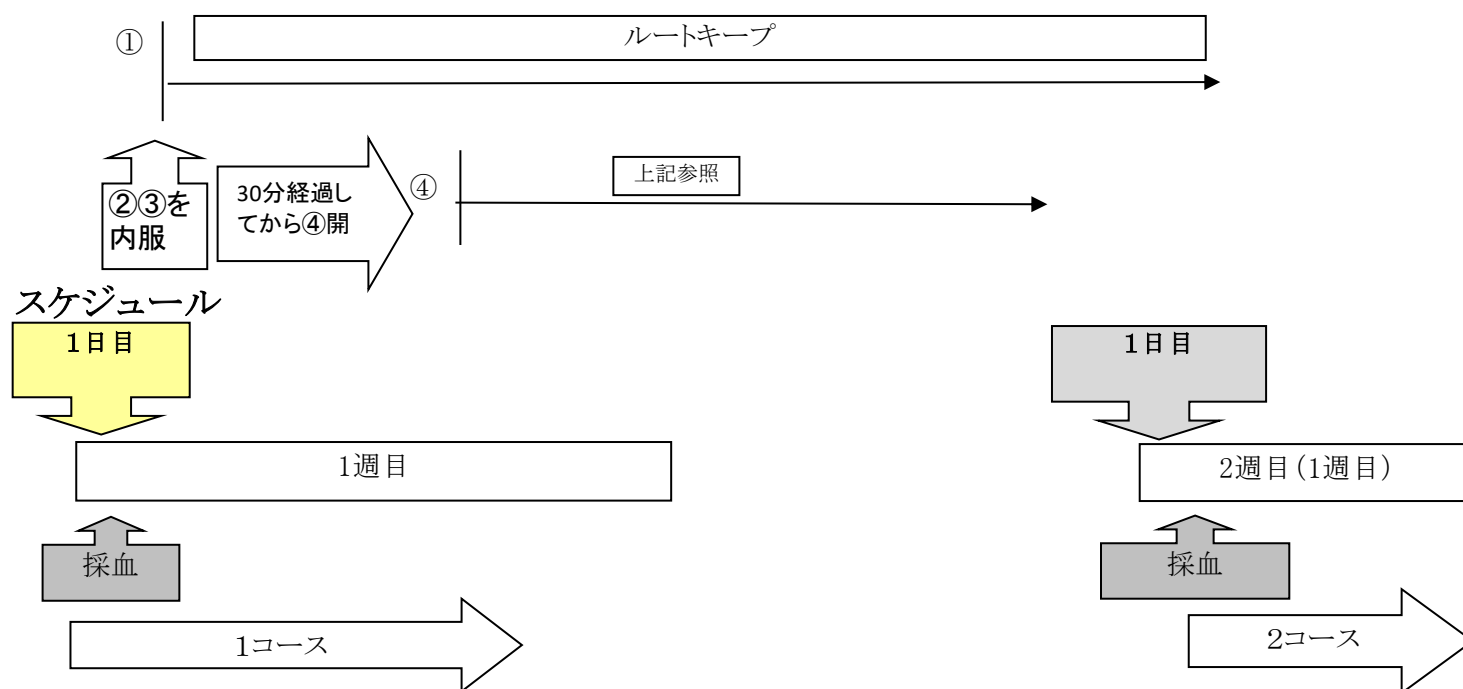 ①
ルートキープ
②③を
内服
30分経過し
てから④開
④
上記参照
スケジュール
1日目
1日目
1週目
2週目(1週目)
採血
採血
1コース
2コース